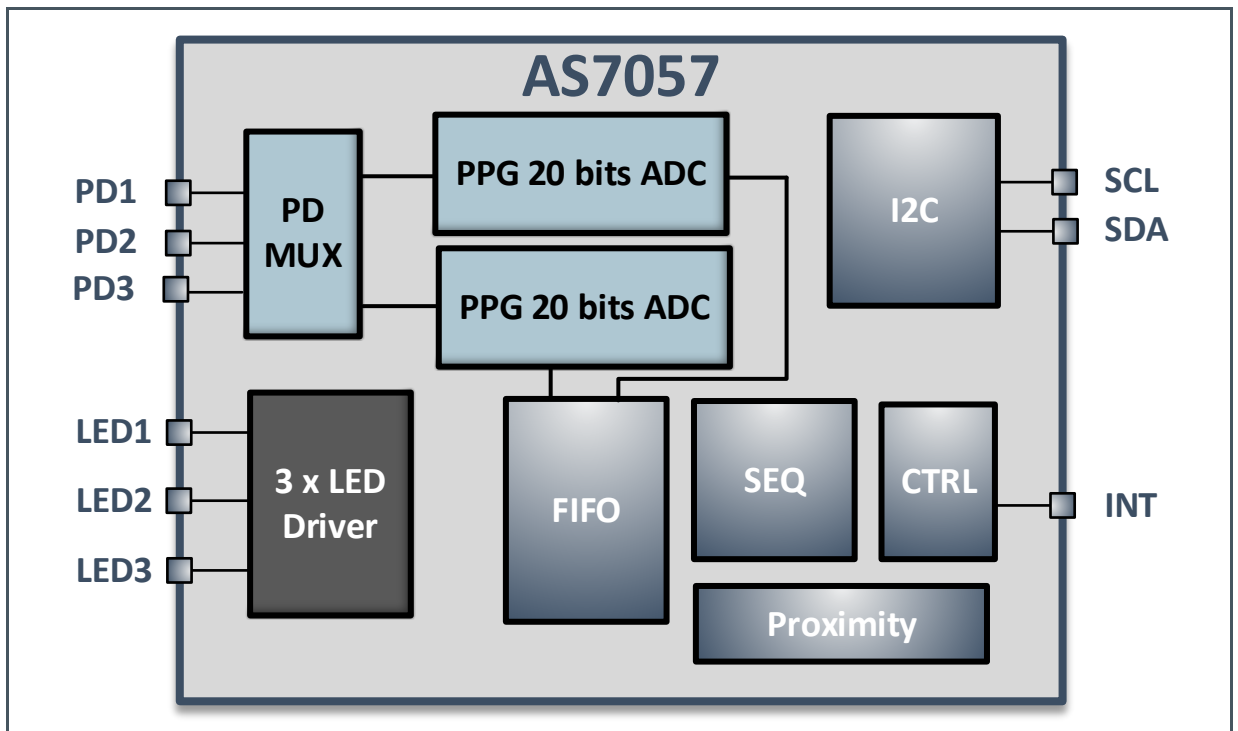 AS7057
PD1
PD2
PD3
PD
MUX
PPG 20 bits ADC
PPG 20 bits ADC
I2C
SCL
SDA
LED1
LED2
LED3
3 x LED
Driver
FIFO
SEQ
CTRL
INT
Proximity